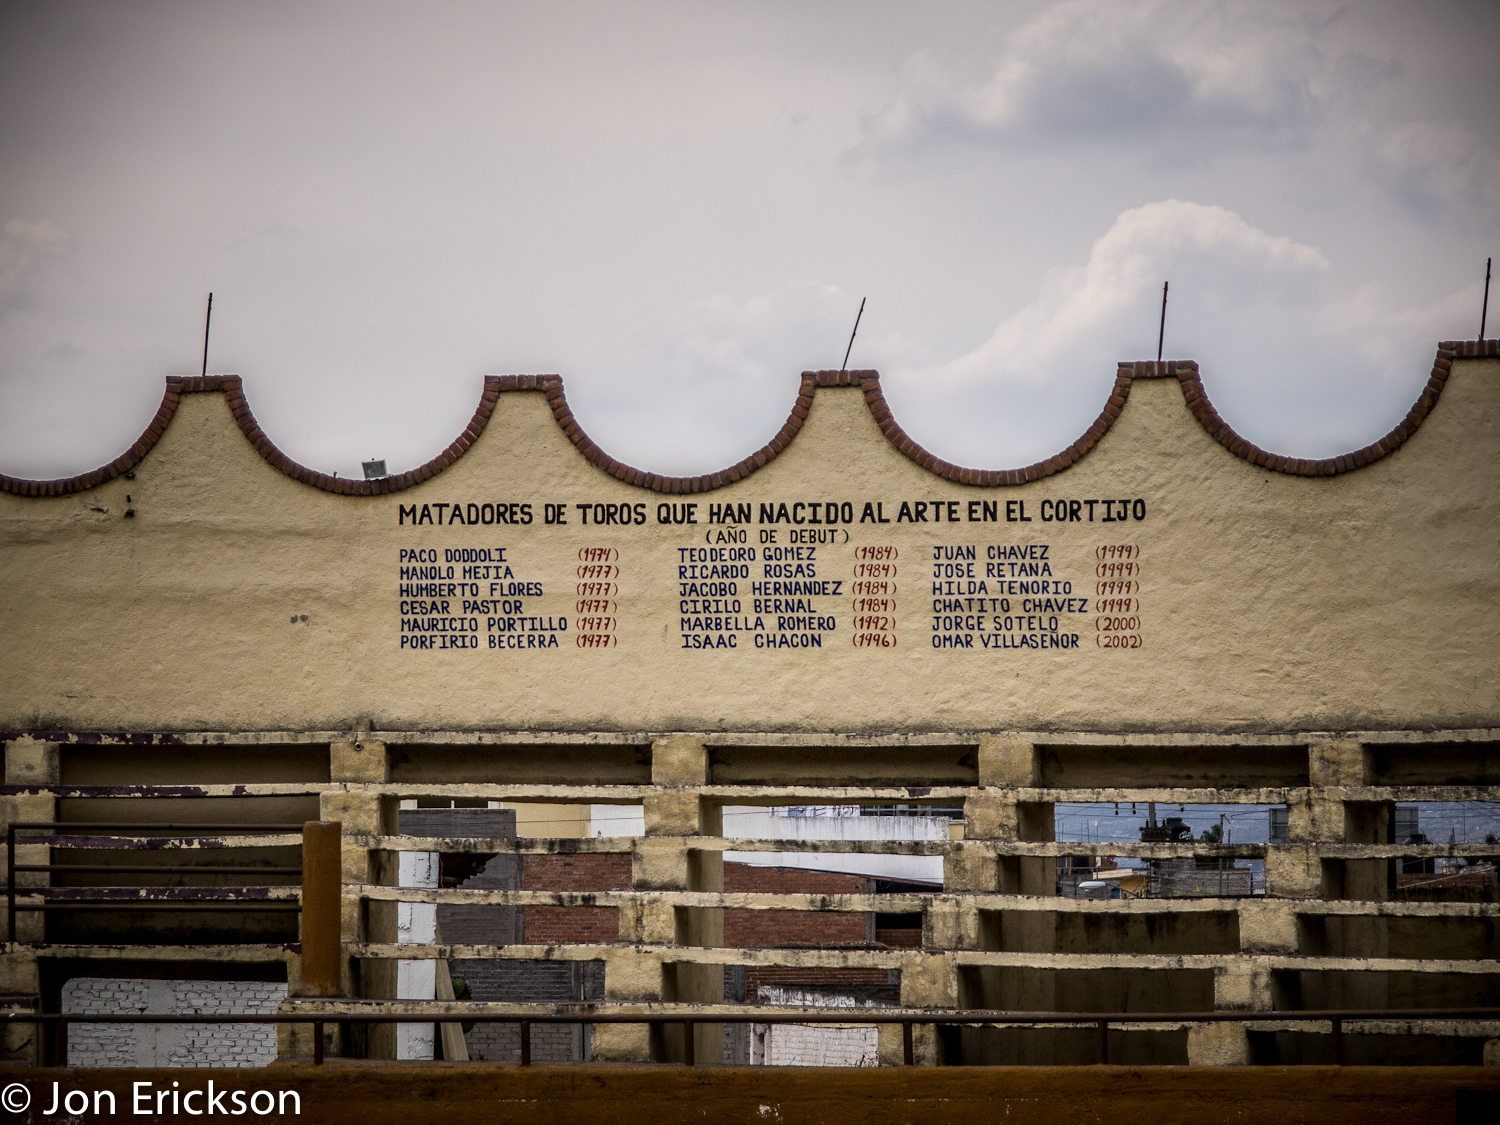 MATADORES DE TOROS QUE HAN NACIDO AL ARTE EN EL CORTIJO
(AÑO DE DEBUT)
PACO DODDOLI (1974)
MANOLO MEJIA (1977)
HUMBERTO FLORES (1977)
CESAR PASTOR (1977)
MAURICIO PORTILLO (1977)
PORFIRIO BECERRA (1977)
TEODEORO GOMEZ (1984)
RICARDO ROSAS (1984)
JACOBO HERNANDEZ (1984)
CIRILO BERNAL (1984)
MARBELLA ROMERO (1992)
ISAAC CHACON (1996)
JUAN CHAVEZ (1999)
JOSE RETANA (1999)
HILDA TENORIO (1999)
CHATITO CHAVEZ (1999)
JORGE SOTELO (2000)
OMAR VILLASEÑOR (2002)
© Jon Erickson